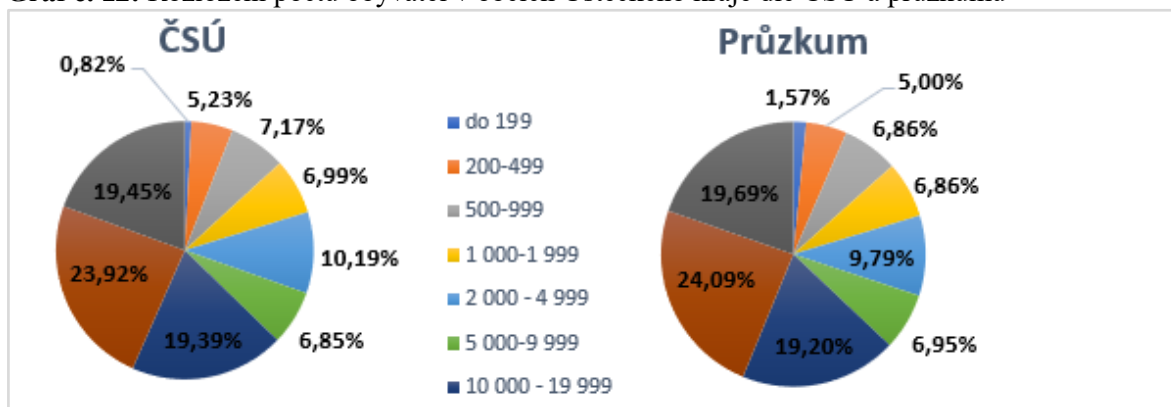 ČSÚ
0,82%
5,23%
7,17%
6,99%
10,19%
6,85%
19,39%
23,92%
19,45%
do 199
200-499
500-999
1 000-1 999
2 000 - 4 999
5 000-9 999
10 000 - 19 999
Průzkum
1,57%
5,00%
6,86%
6,86%
9,79%
6,95%
19,20%
24,09%
19,69%